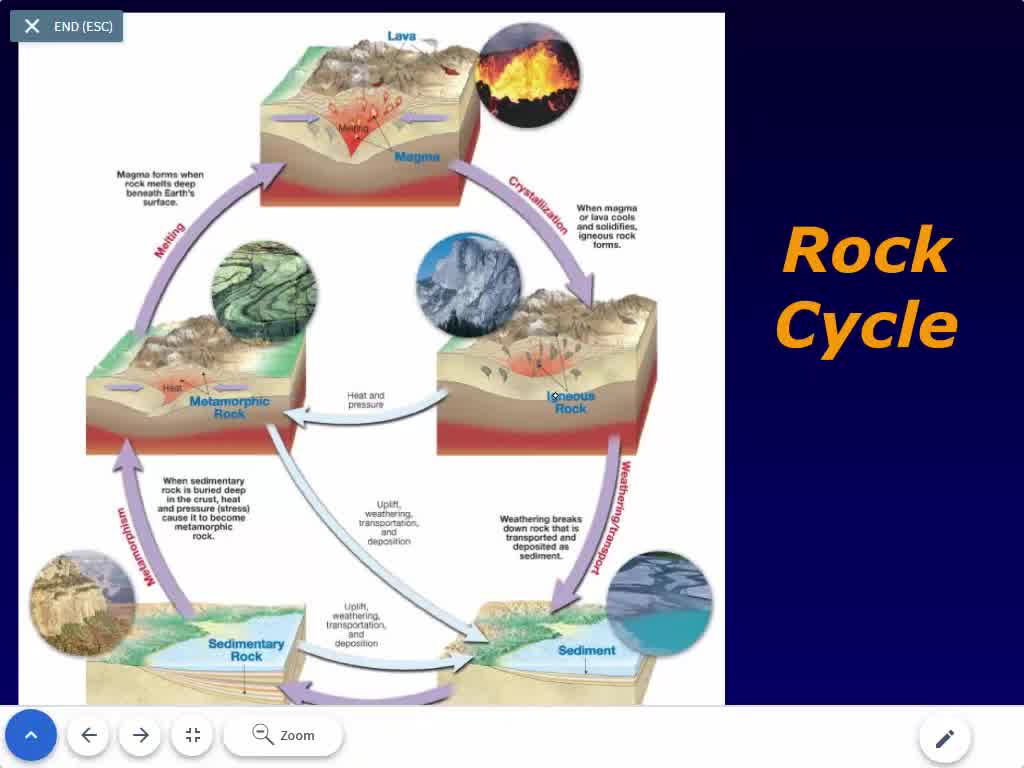 END (ESC)
Lava
Melting
Magma
Magma forms when
rock melts deep
beneath Earth's
surface.
Melting
Crystallization
When magma
or lava cools
and solidifies,
igneous rock
forms.
Rock
Cycle
Heat
Metamorphic
Rock
Heat and
pressure
Igneous
Rock
When sedimentary
rock is buried deep
in the crust, heat
and pressure (stress)
cause it to become
metamorphic
rock.
Metamorphism
Uplift,
weathering,
transportation,
and
deposition
Weathering breaks
down rock that is
transported and
deposited as
sediment.
Weathering/transport
Uplift,
weathering,
transportation,
and
deposition
Sedimentary
Rock
Sediment
Zoom